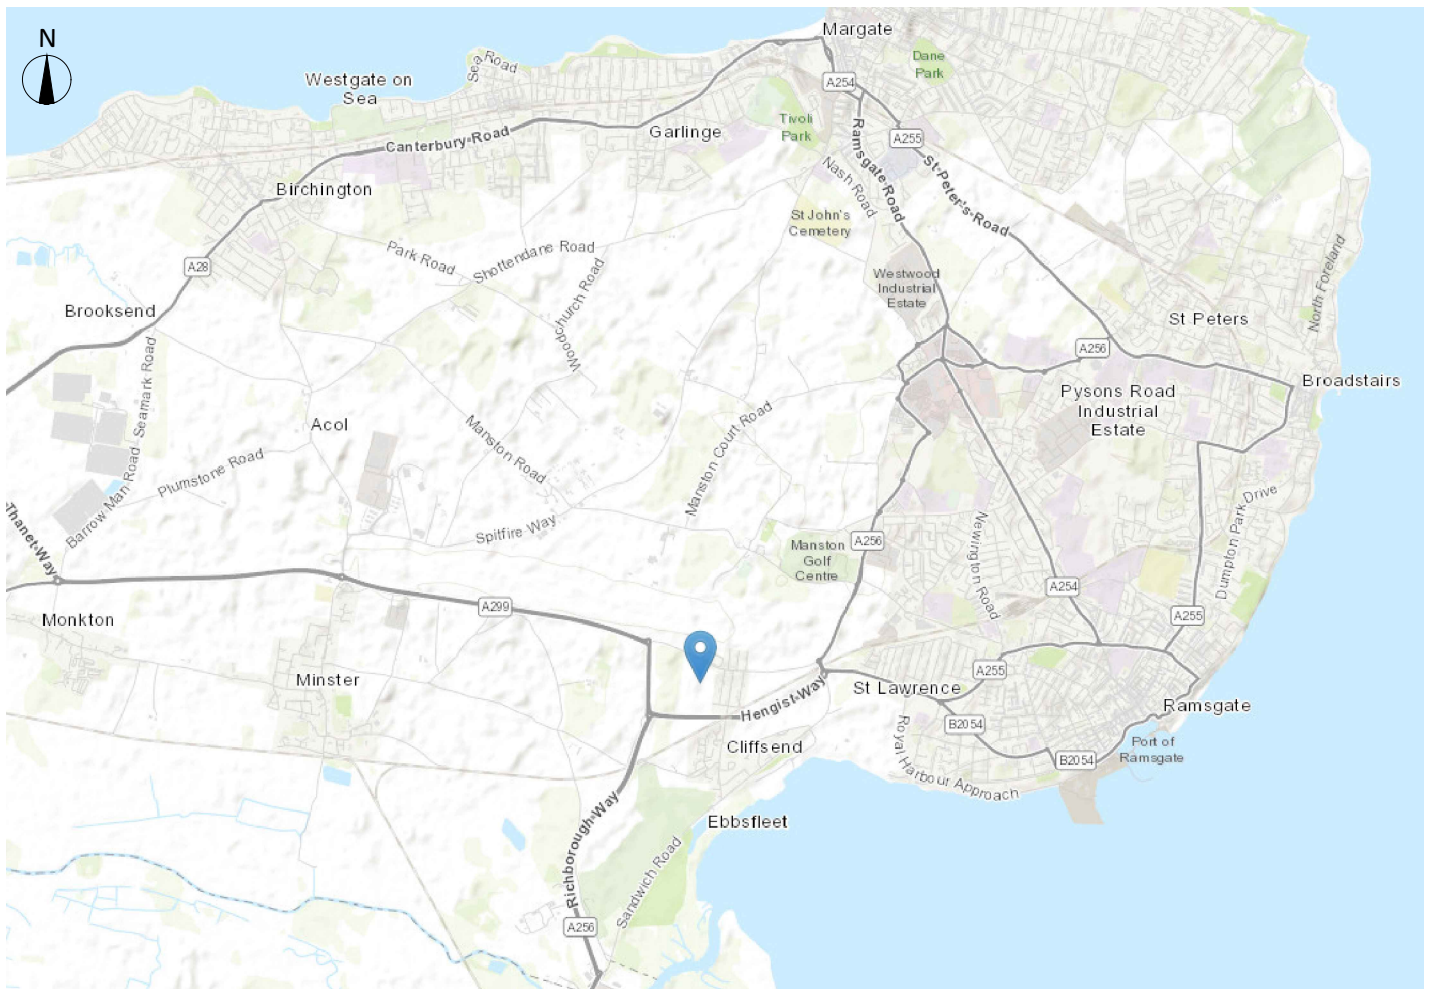 N
Margate
Dane
Park
Sea Road
Westgate on
Sea
A254
Tivoli
Park
Garlinge
Canterbury Road
A255
Ramsgate Road
St Peter's Road
Nash Road
Birchington
St John's
Cemetery
Park Road
Shottendane Road
A28
Westwood
Industrial
Estate
North Foreland
Woodchurch Road
Brooksend
St Peters
A256
Seamark Road
Broadstairs
Pysons Road
Industrial
Estate
Acol
Manston Court Road
Manston Road
Plumstone Road
Barrow Man Road
Thanet Way
Spitfire Way
Dumpton Park Drive
Newington Road
A256
Manston
Golf
Centre
A254
A299
Monkton
A255
A255
Minster
St Lawrence
Hengist Way
Ramsgate
B2054
Royal Harbour Approach
Cliffsend
Port of
Ramsgate
B2054
Ebbsfleet
Richborough Way
Sandwich Road
A256